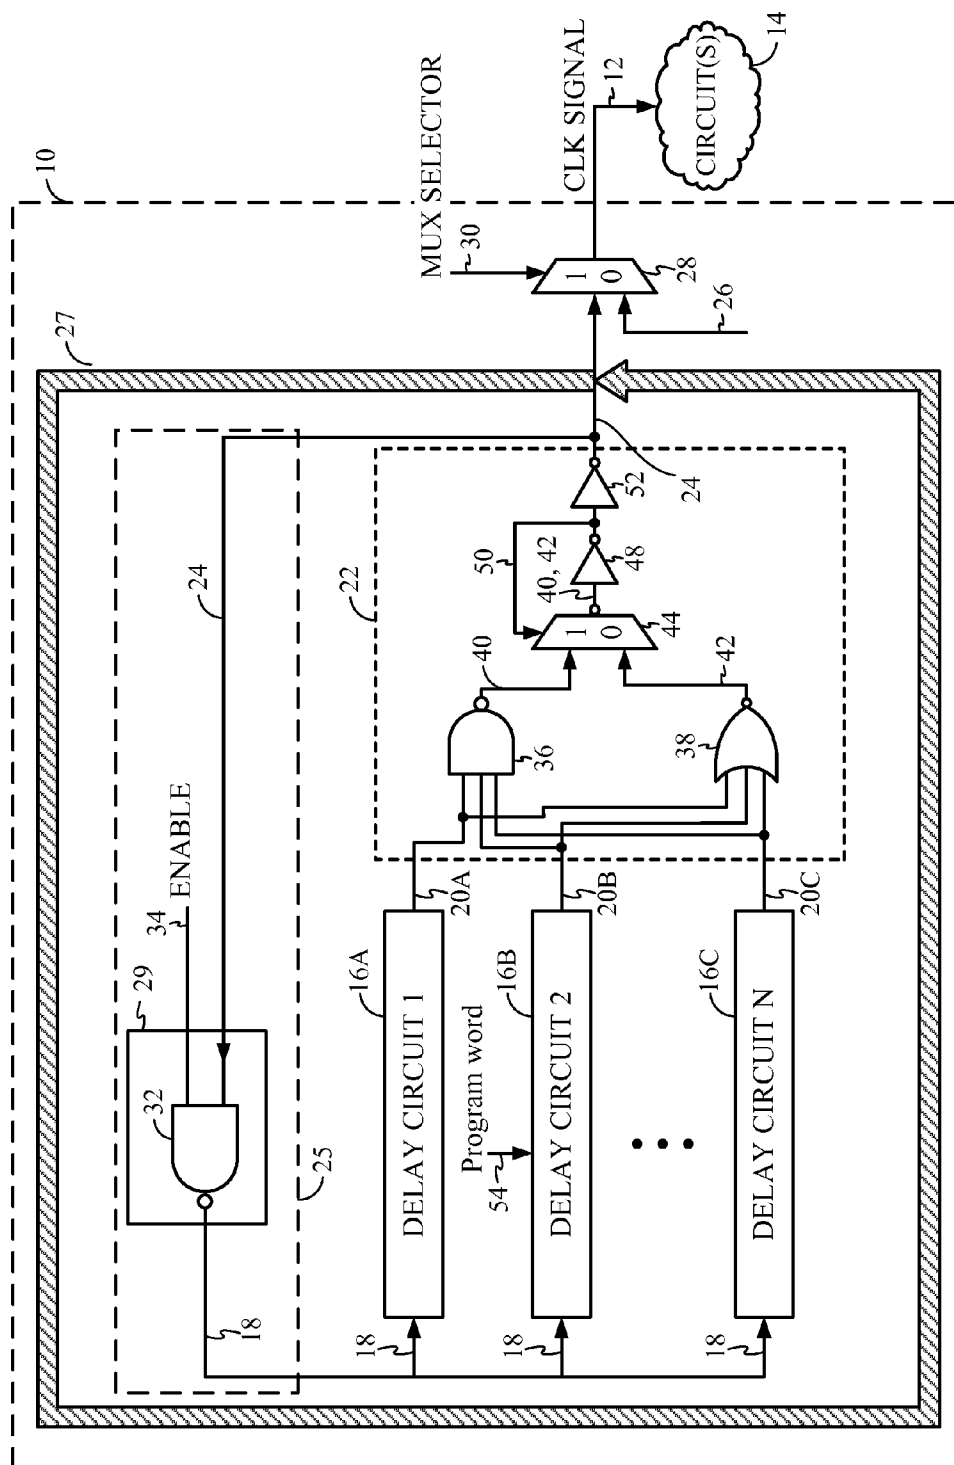 10
27
29
34
32
ENABLE
24
18
25
22
18
16A
DELAY CIRCUIT 1
20A
MUX SELECTOR
30
Program word
54
40
50
18
16B
DELAY CIRCUIT 2
20B
36
40, 42
1
0
1
0
CLK SIGNAL
12
48
52
44
24
28
38
42
26
CIRCUIT(S)
14
18
16C
DELAY CIRCUIT N
20C